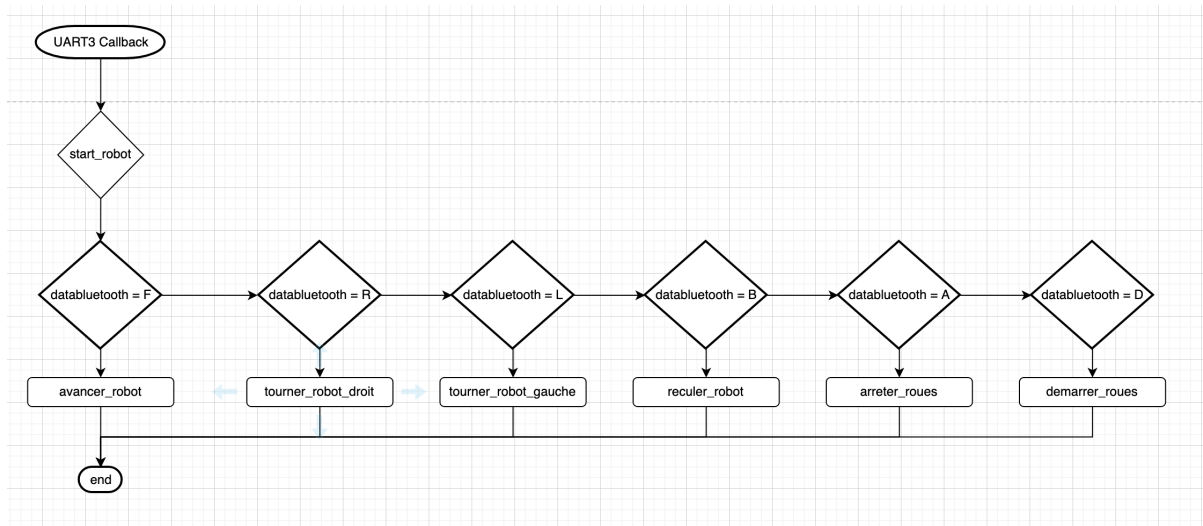 UART3 Callback
start_robot
databluetooth = F
databluetooth = R
databluetooth = L
databluetooth = B
databluetooth = A
databluetooth = D
avancer_robot
tourner_robot_droit
tourner_robot_gauche
reculer_robot
arreter_roues
demarrer_roues
end